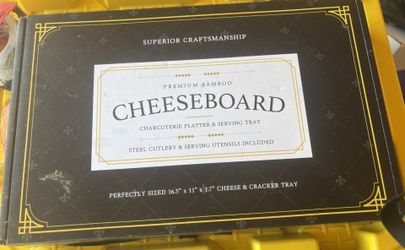 SUPERIOR CRAFTSMANSHIP
PREMIUM BAMBOO
CHEESEBOARD
CHARCUTERIE PLATTER & SERVING TRAY
STEEL CUTLERY & SERVING UTENSILS INCLUDED
PERFECTLY SIZED 16.5" x 11" x 1.7" CHEESE & CRACKER TRAY